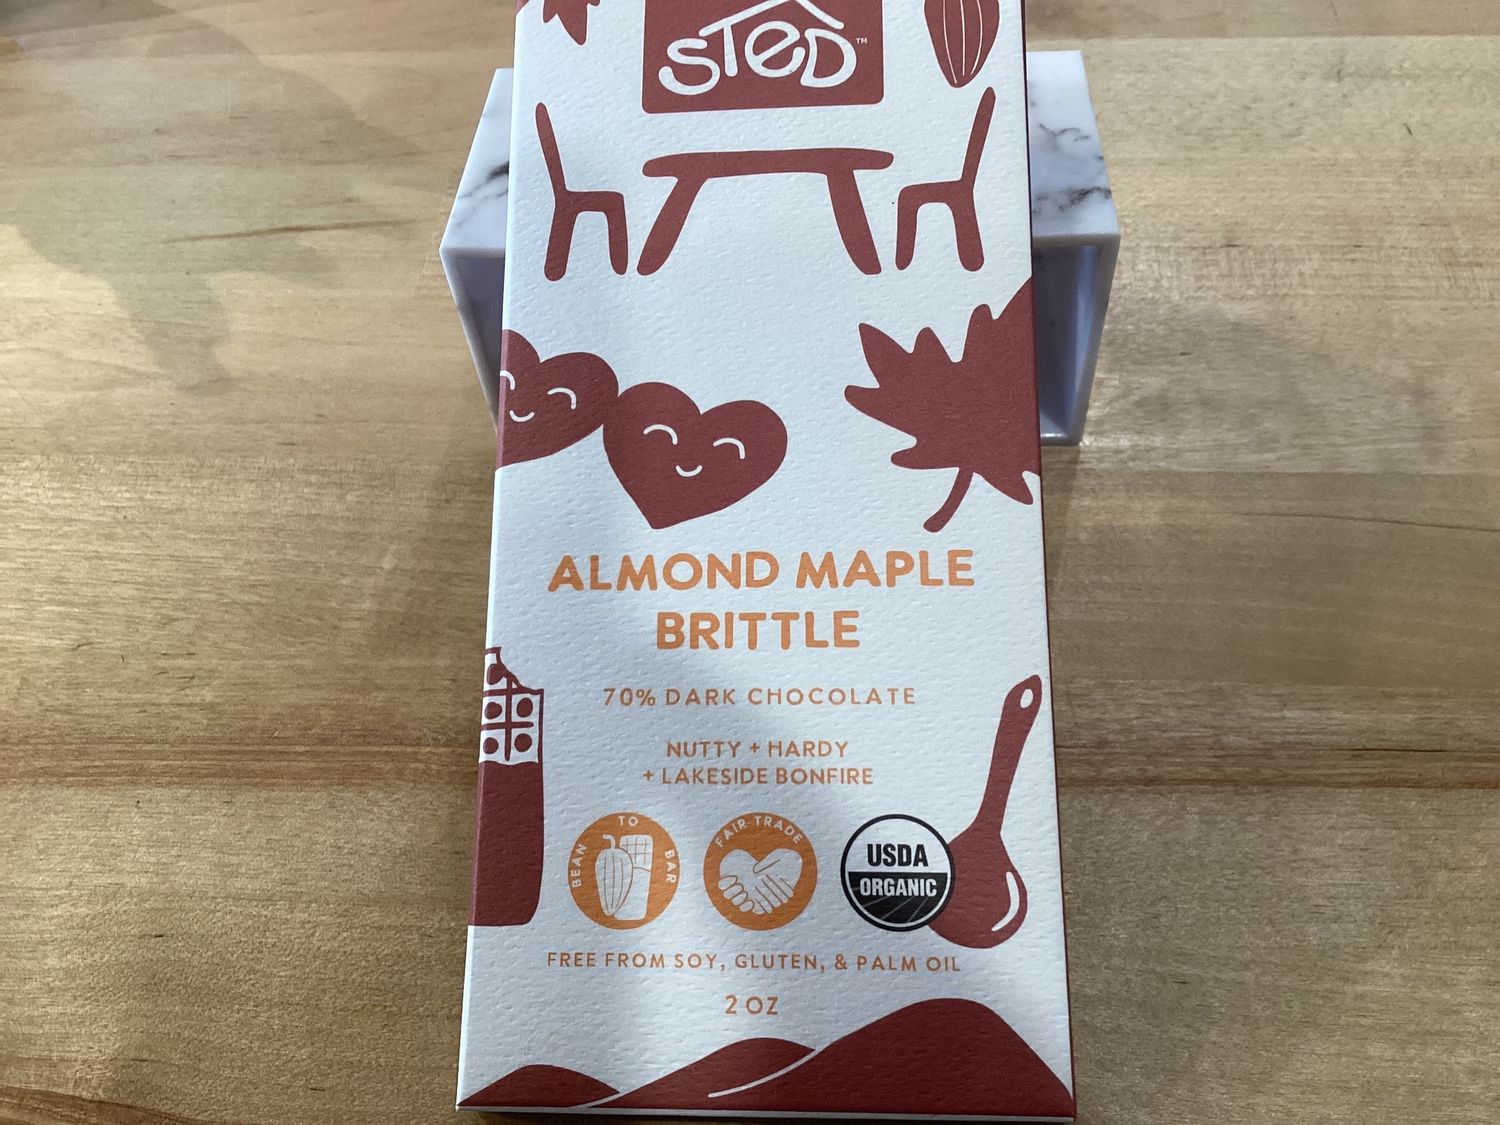 STeD™
ALMOND MAPLE
BRITTLE
70% DARK CHOCOLATE
NUTTY + HARDY
+ LAKESIDE BONFIRE
BEAN TO BAR
FAIR TRADE
USDA
ORGANIC
FREE FROM SOY, GLUTEN, & PALM OIL
2 OZ